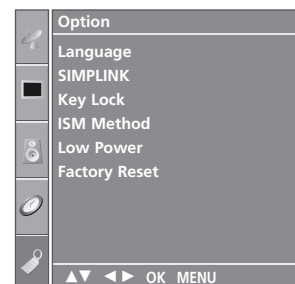 Option
Language
SIMPLINK
Key Lock
ISM Method
Low Power
Factory Reset
▲▼ ◄► OK MENU